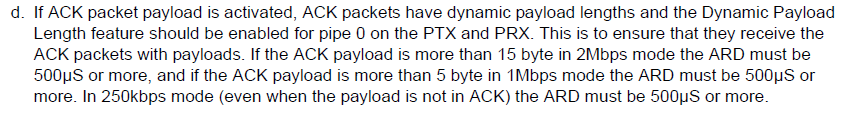 d. If ACK packet payload is activated, ACK packets have dynamic payload lengths and the Dynamic Payload
Length feature should be enabled for pipe 0 on the PTX and PRX. This is to ensure that they receive the
ACK packets with payloads. If the ACK payload is more than 15 byte in 2Mbps mode the ARD must be
500µS or more, and if the ACK payload is more than 5 byte in 1Mbps mode the ARD must be 500µS or
more. In 250kbps mode (even when the payload is not in ACK) the ARD must be 500µS or more.